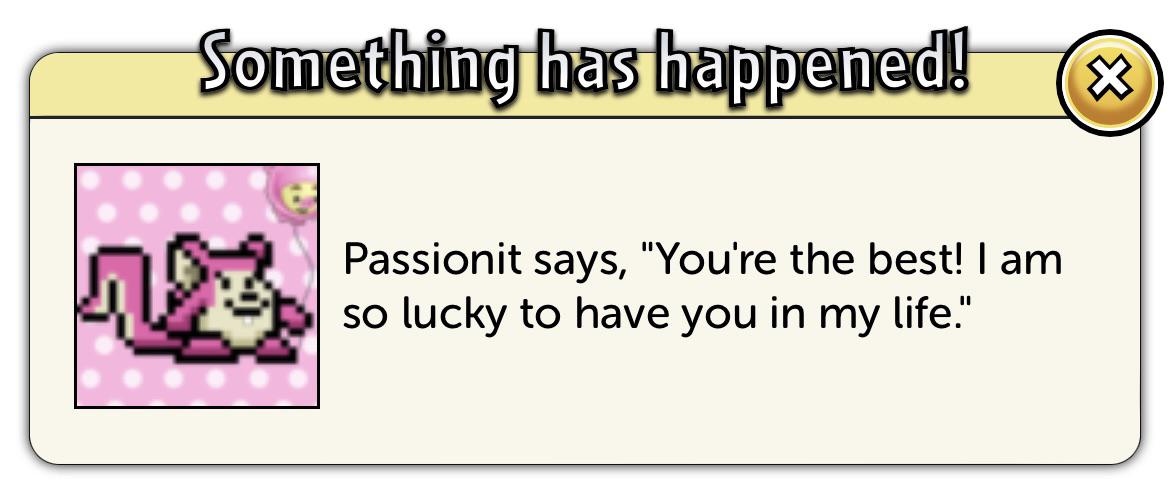 Something has happened!
Passionit says, "You're the best! I am
so lucky to have you in my life."